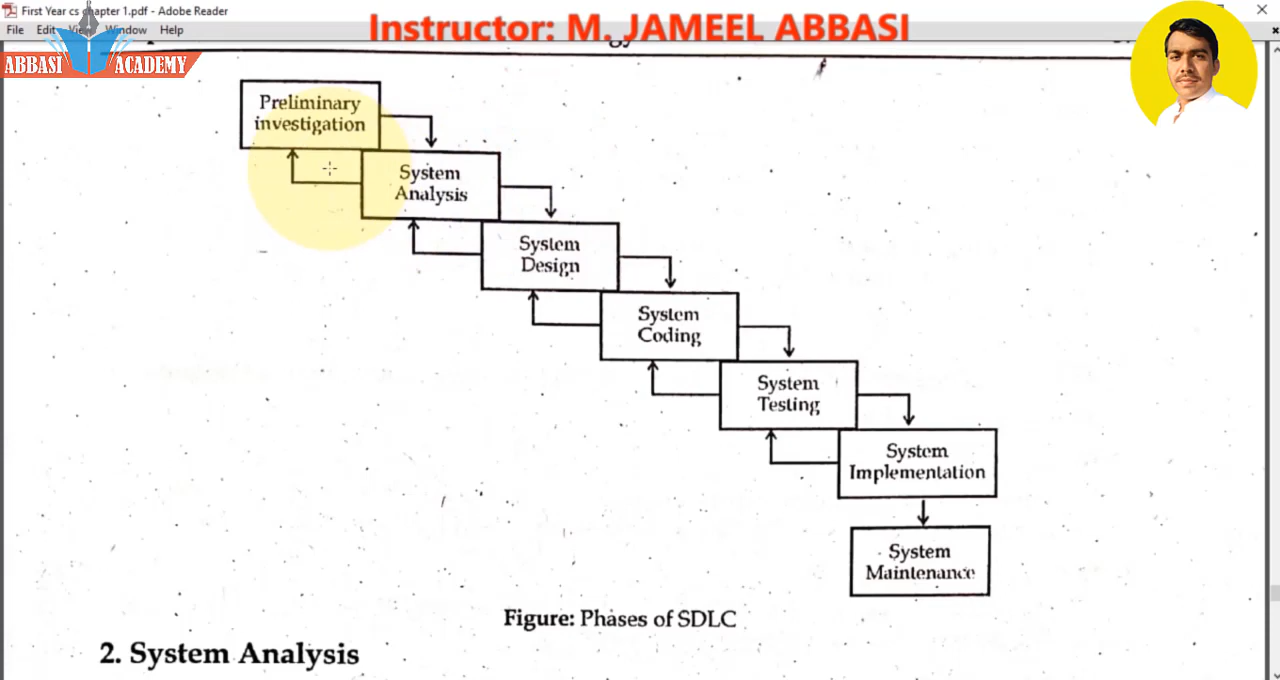 First Year cs chapter 1.pdf - Adobe Reader
Instructor: M. JAMEEL ABBASI
File Edit View Window Help
ABBASI ACADEMY
Preliminary
investigation
System
Analysis
System
Design
System
Coding
System
Testing
System
Implementation
System
Maintenance
Figure: Phases of SDLC
2. System Analysis